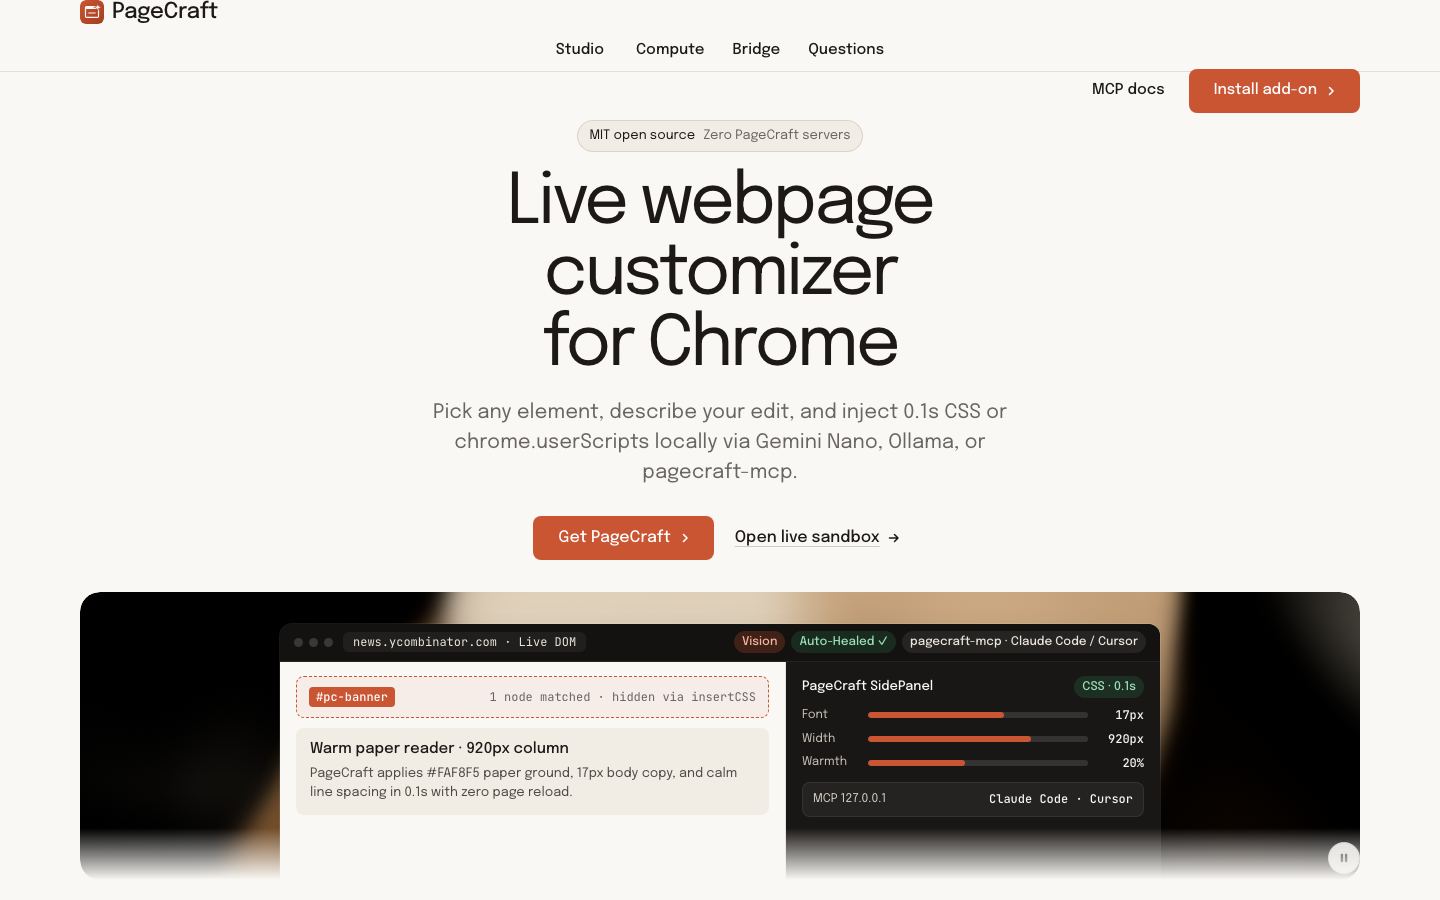 PageCraft
Studio Compute Bridge Questions
MCP docs Install add-on
MIT open source Zero PageCraft servers
Live webpage
customizer
for Chrome
Pick any element, describe your edit, and inject 0.1s CSS or
chrome.userScripts locally via Gemini Nano, Ollama, or
pagecraft-mcp.
Get PageCraft Open live sandbox →
news.ycombinator.com · Live DOM
Vision Auto-Healed ✓ pagecraft-mcp · Claude Code / Cursor
#pc-banner 1 node matched · hidden via insertCSS
Warm paper reader · 920px column
PageCraft applies #FAF8F5 paper ground, 17px body copy, and calm
line spacing in 0.1s with zero page reload.
PageCraft SidePanel CSS · 0.1s
Font 17px
Width 920px
Warmth 20%
MCP 127.0.0.1 Claude Code · Cursor